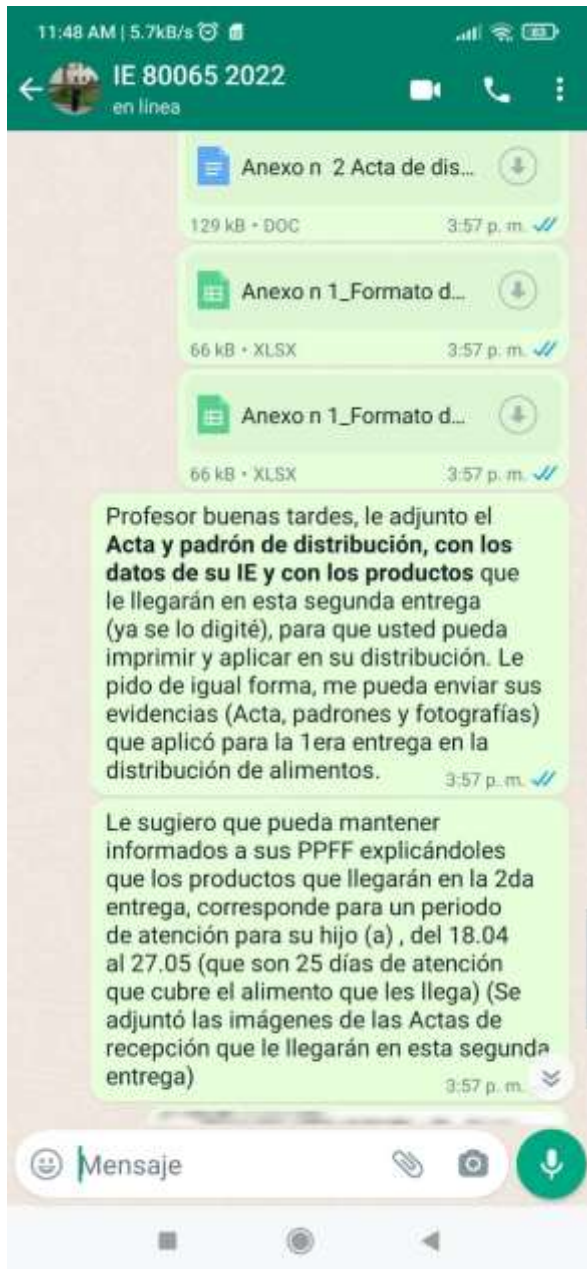 11:48 AM | 5.7kB/s
IE 80065 2022
en línea
Anexo n 2 Acta de dis...
129 kB • DOC
3:57 p. m.
Anexo n 1_Formato d...
66 kB • XLSX
3:57 p. m.
Anexo n 1_Formato d...
66 kB • XLSX
3:57 p. m.
Profesor buenas tardes, le adjunto el
Acta y padrón de distribución, con los
datos de su IE y con los productos que
le llegarán en esta segunda entrega
(ya se lo digité), para que usted pueda
imprimir y aplicar en su distribución. Le
pido de igual forma, me pueda enviar sus
evidencias (Acta, padrones y fotografías)
que aplicó para la 1era entrega en la
distribución de alimentos.
3:57 p. m.
Le sugiero que pueda mantener
informados a sus PPFF explicándoles
que los productos que llegarán en la 2da
entrega, corresponde para un periodo
de atención para su hijo (a) , del 18.04
al 27.05 (que son 25 días de atención
que cubre el alimento que les llega) (Se
adjuntó las imágenes de las Actas de
recepción que le llegarán en esta segunda
entrega)
3:57 p. m.
Mensaje